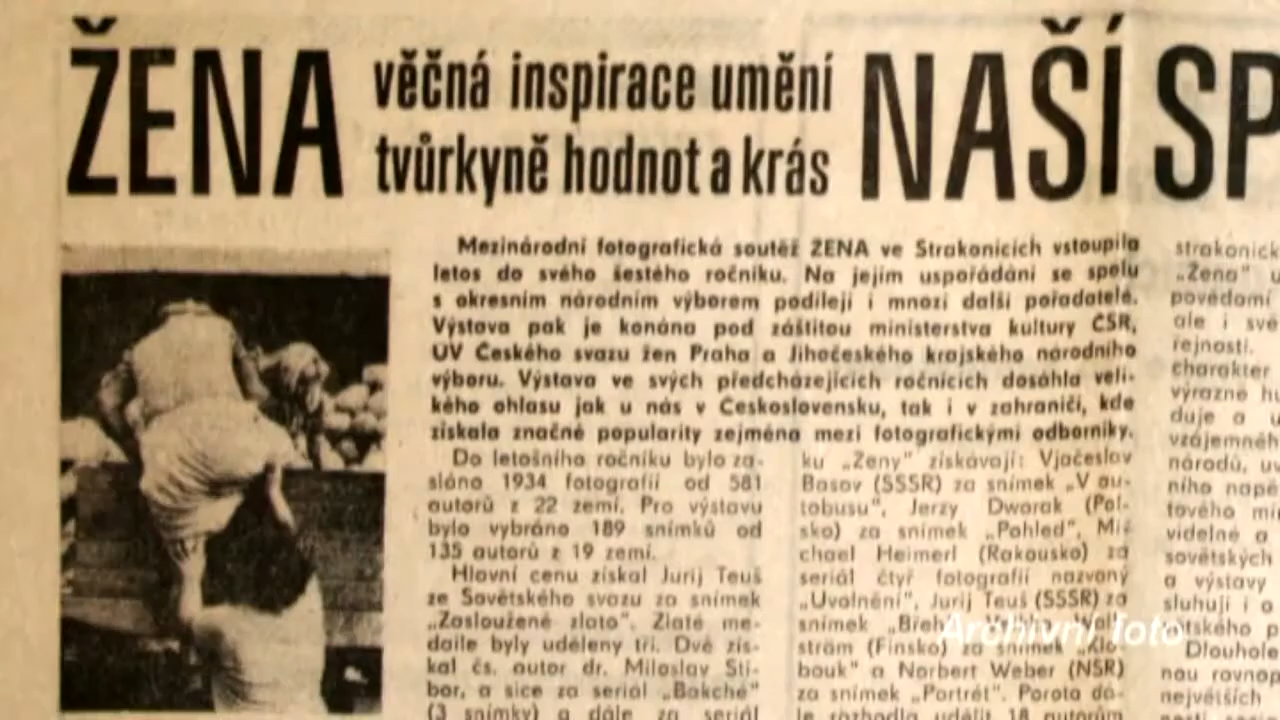 ŽENA věčná inspirace umění
tvůrkyně hodnot a krás
NAŠÍ SP
Mezinárodní fotografická soutěž ŽENA ve Strakonicích vstoupila
letos do svého šestého ročníku. Na jejím uspořádání se spolu
s okresním národním výborem podílejí i mnozí další pořadatelé.
Výstava pak je konána pod záštitou ministerstva kultury ČSR,
ÚV Českého svazu žen Praha a Jihočeského krajského národního
výboru. Výstava ve svých předcházejících ročnících dosáhla veli-
kého ohlasu jak u nás v Československu, tak i v zahraničí, kde
získala značné popularity zejména mezi fotografickými odborníky.
Do letošního ročníku bylo za-
sláno 1934 fotografií od 581
autorů z 22 zemí. Pro výstavu
bylo vybráno 189 snímků od
135 autorů z 19 zemí.
Hlavní cenu získal Jurij Teuš
ze Sovětského svazu za snímek
„Zasloužené zlato". Zlaté me-
daile byly uděleny tři. Dvě zís-
kal čs. autor dr. Miloslav Sti-
bor, a sice za seriál „Bakché"
(3 snímky) a dále za seriál
ku „Ženy" získávají: Vjačeslav
Basov (SSSR) za snímek „V au-
tobusu", Jerzy Dworak (Pol-
sko) za snímek „Pohled", Mi-
chael Heimerl (Rakousko) za
seriál čtyř fotografií nazvaný
„Uvolnění", Jurij Teuš (SSSR) za
snímek
ström (Finsko) za snímek „Klo-
bouk" a Norbert Weber (NSR)
za snímek „Portrét". Porota dá-
le rozhodla udělit 18 autorům
strakonick
„Žena" u
povědomí
ale i své
rejnosti.
charakter
výrazně hu
duje a u
vzájemnéh
národů, uv
ního napě
tového mí
videlné a
sovětských
a výstavy
sluhují i o
tského p
Dlouhole
nou rovnop
největších
Archivní foto